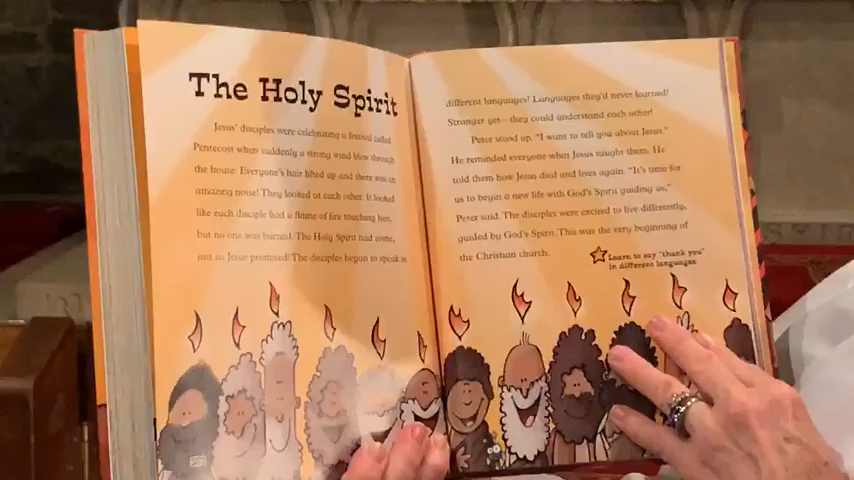 The Holy Spirit
Jesus' disciples were celebrating a festival called
Pentecost when suddenly a strong wind blew through
the house. Everyone's hair lifted up and there was an
amazing noise! They looked at each other. It looked
like each disciple had a flame of fire touching him,
but no one was burned. The Holy Spirit had come,
just as Jesus promised! The disciples began to speak in
different languages! Languages they'd never learned!
Stranger yet—they could understand each other!
Peter stood up. "I want to tell you about Jesus."
He reminded everyone what Jesus taught them. He
told them how Jesus died and lives again. "It's time for
us to begin a new life with God's Spirit guiding us,"
Peter said. The disciples were excited to live differently,
guided by God's Spirit. This was the very beginning of
the Christian church.
Learn to say "thank you"
in different languages.